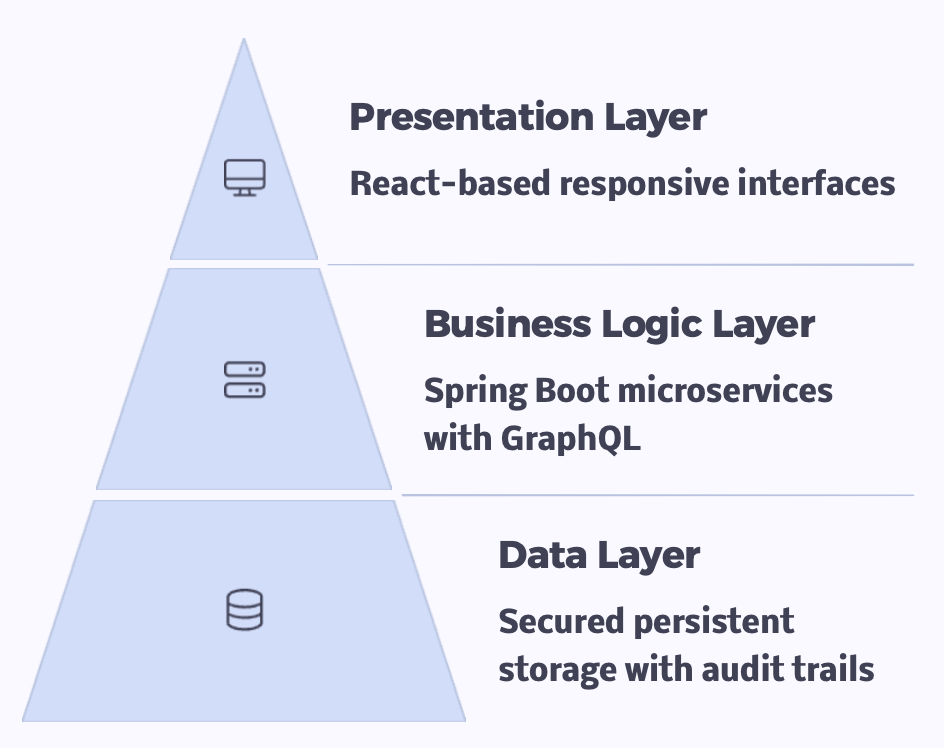 Presentation Layer
React-based responsive interfaces
Business Logic Layer
Spring Boot microservices
with GraphQL
Data Layer
Secured persistent
storage with audit trails